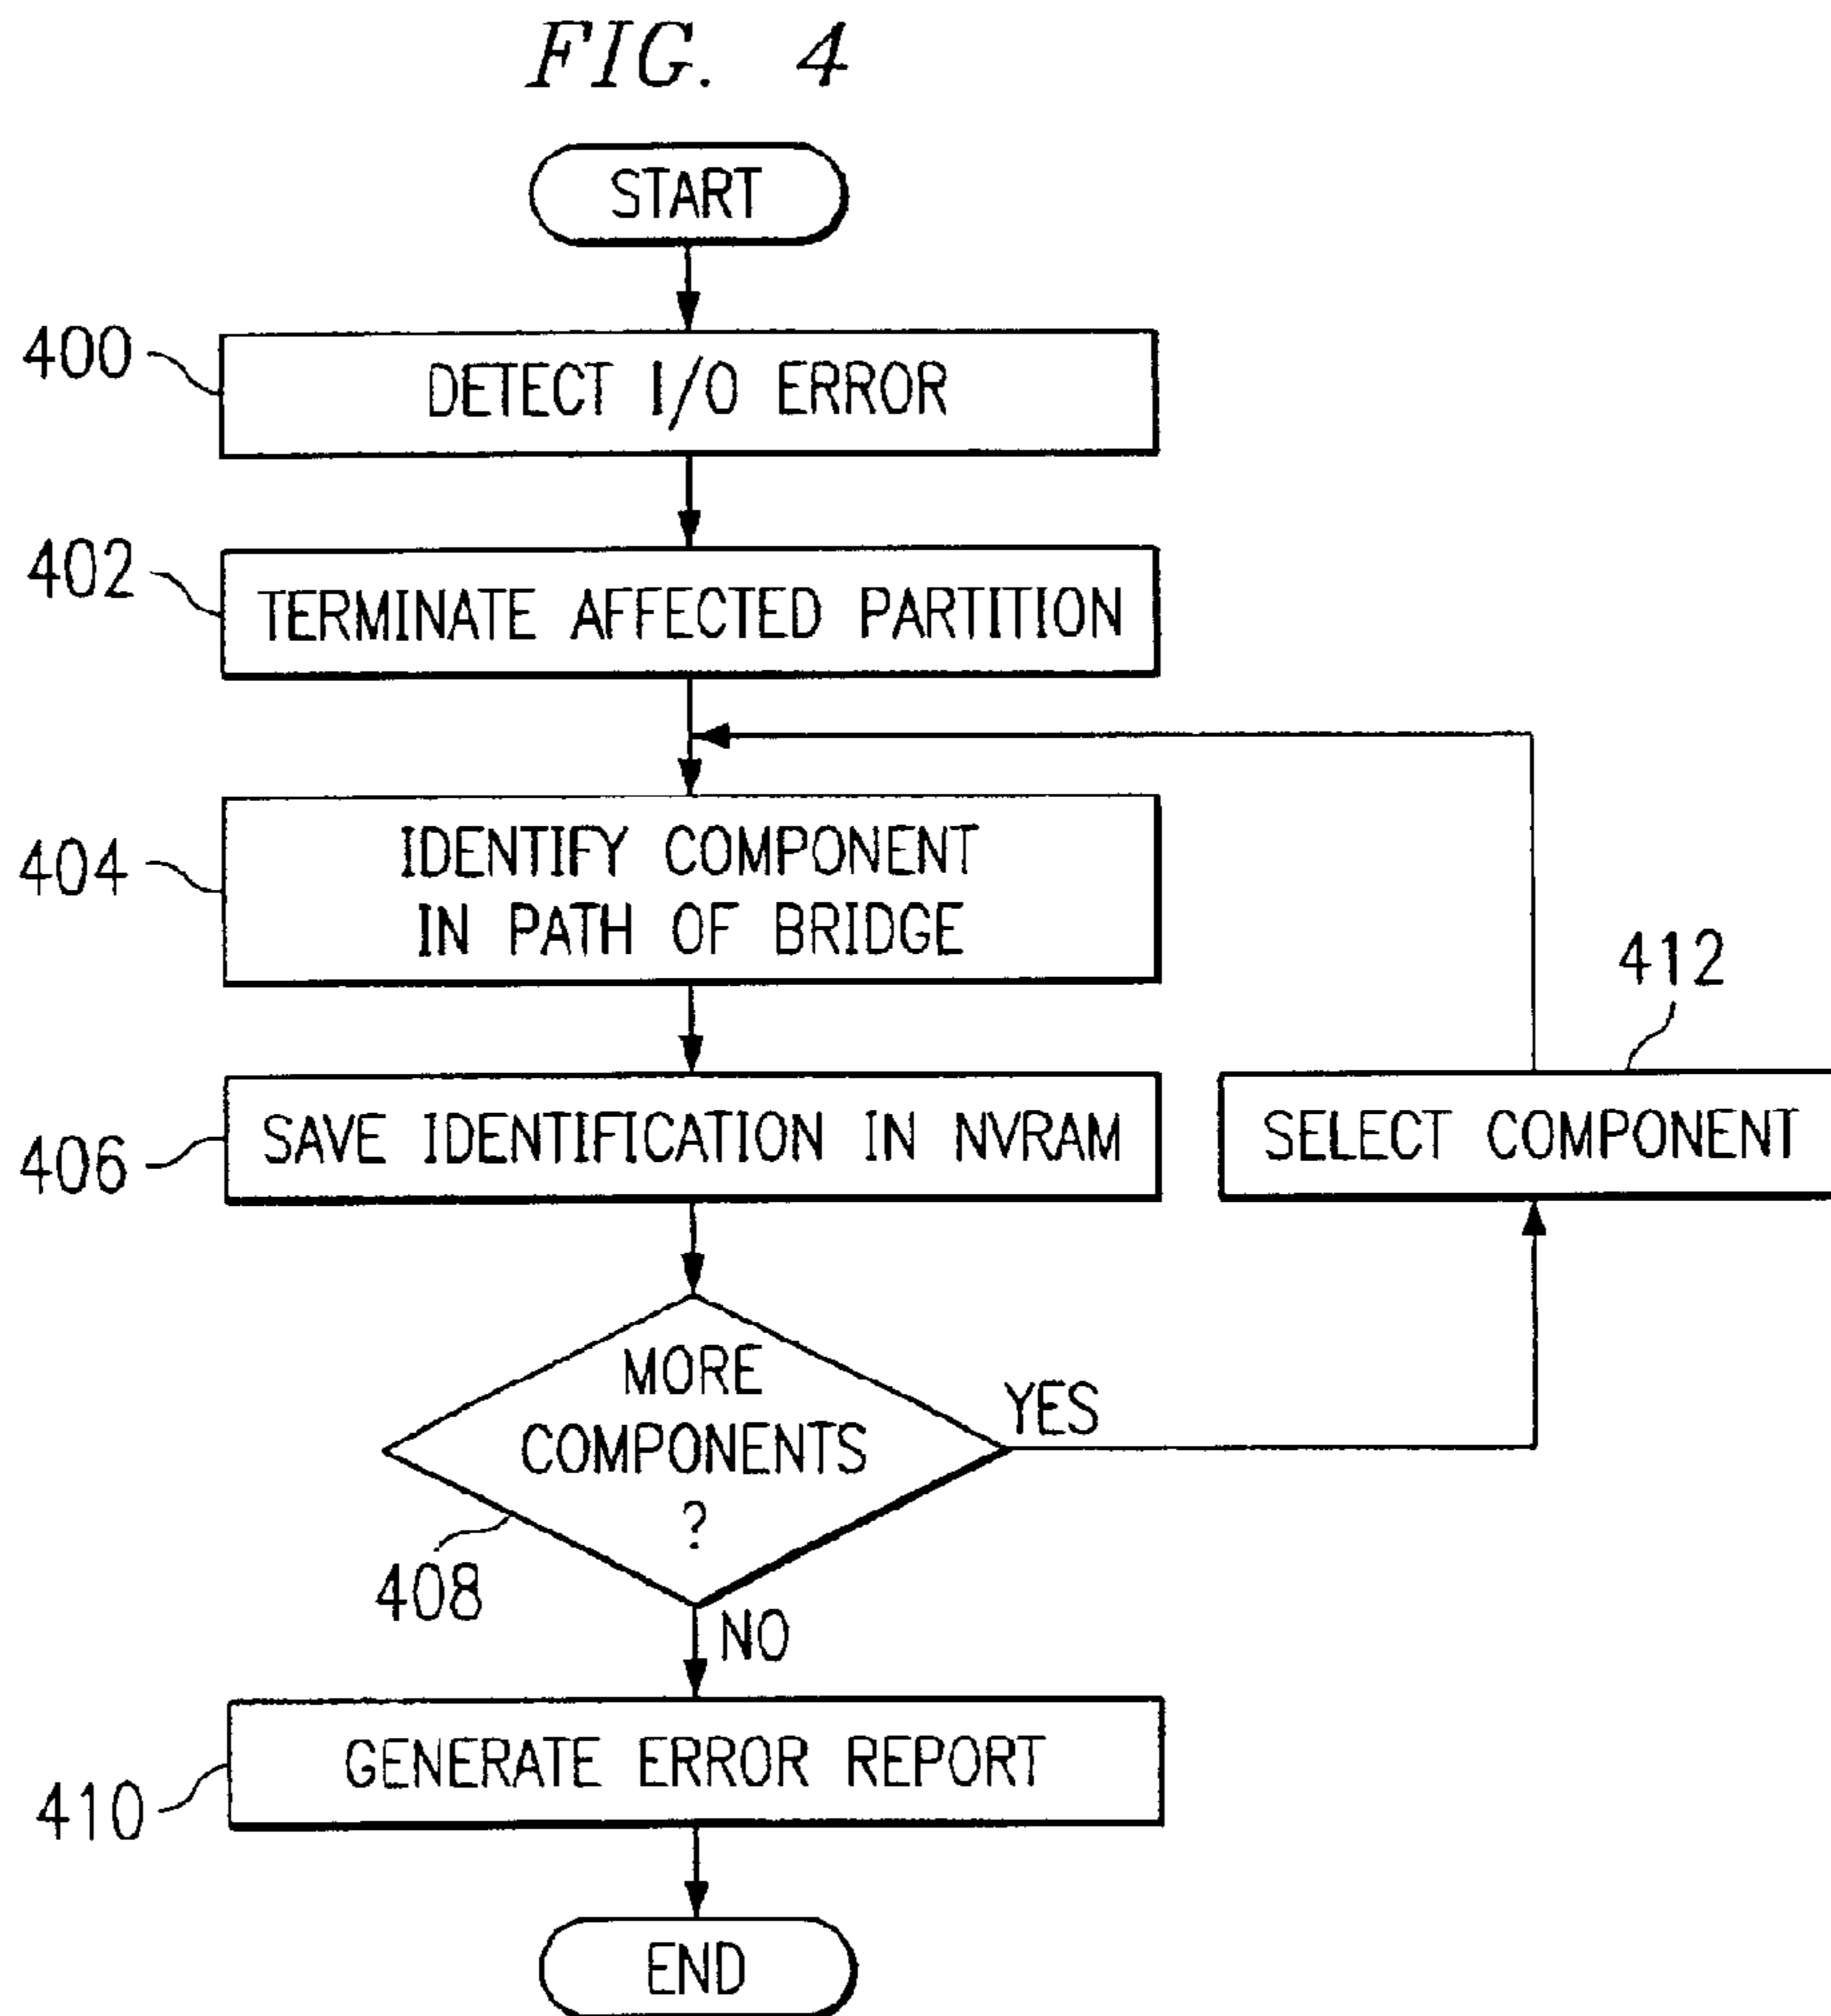 FIG. 4
START
400
DETECT I/O ERROR
402
TERMINATE AFFECTED PARTITION
404
IDENTIFY COMPONENT
IN PATH OF BRIDGE
412
406
SAVE IDENTIFICATION IN NVRAM
SELECT COMPONENT
MORE
COMPONENTS
?
YES
408
NO
410
GENERATE ERROR REPORT
END